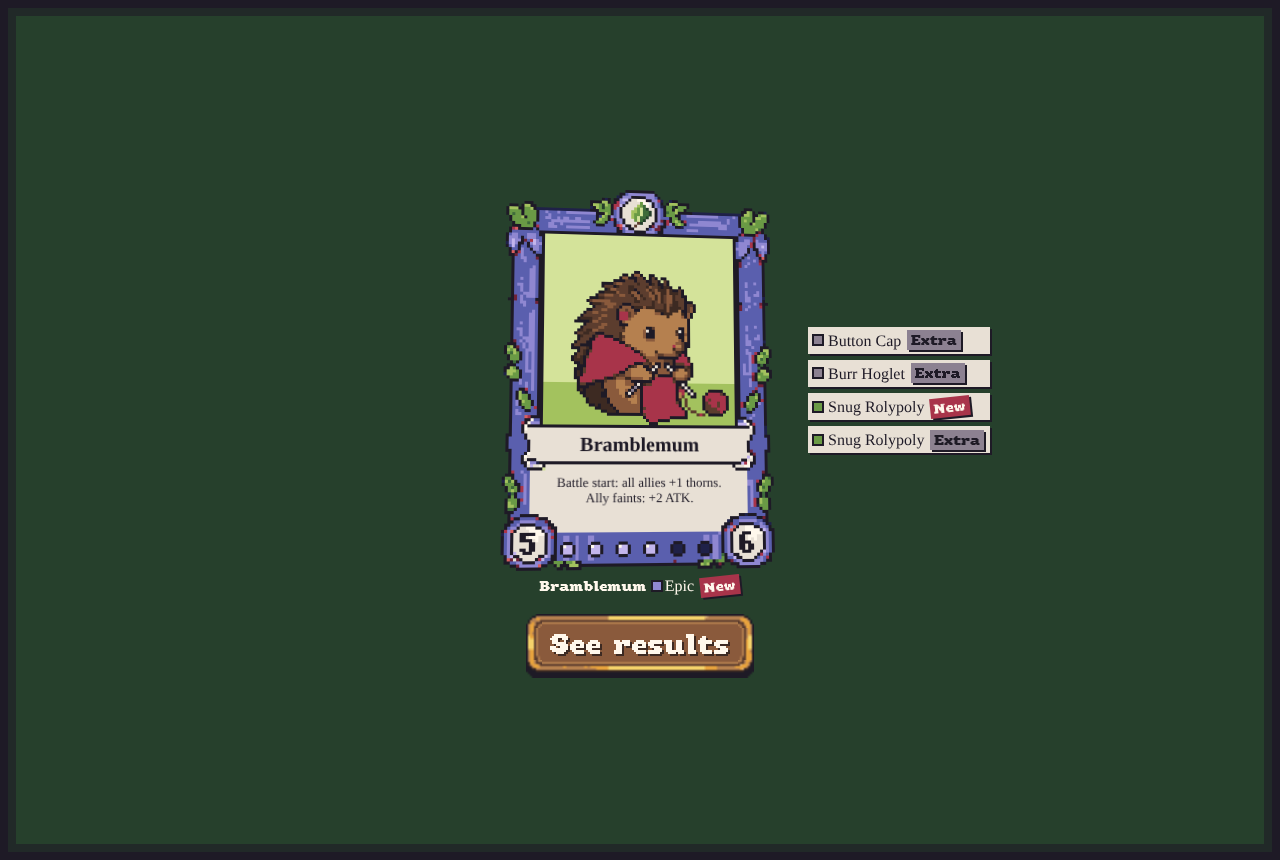 Bramblemum
Battle start: all allies +1 thorns.
Ally faints: +2 ATK.
5
6
Bramblemum Epic New
See results
Button Cap Extra
Burr Hoglet Extra
Snug Rolypoly New
Snug Rolypoly Extra